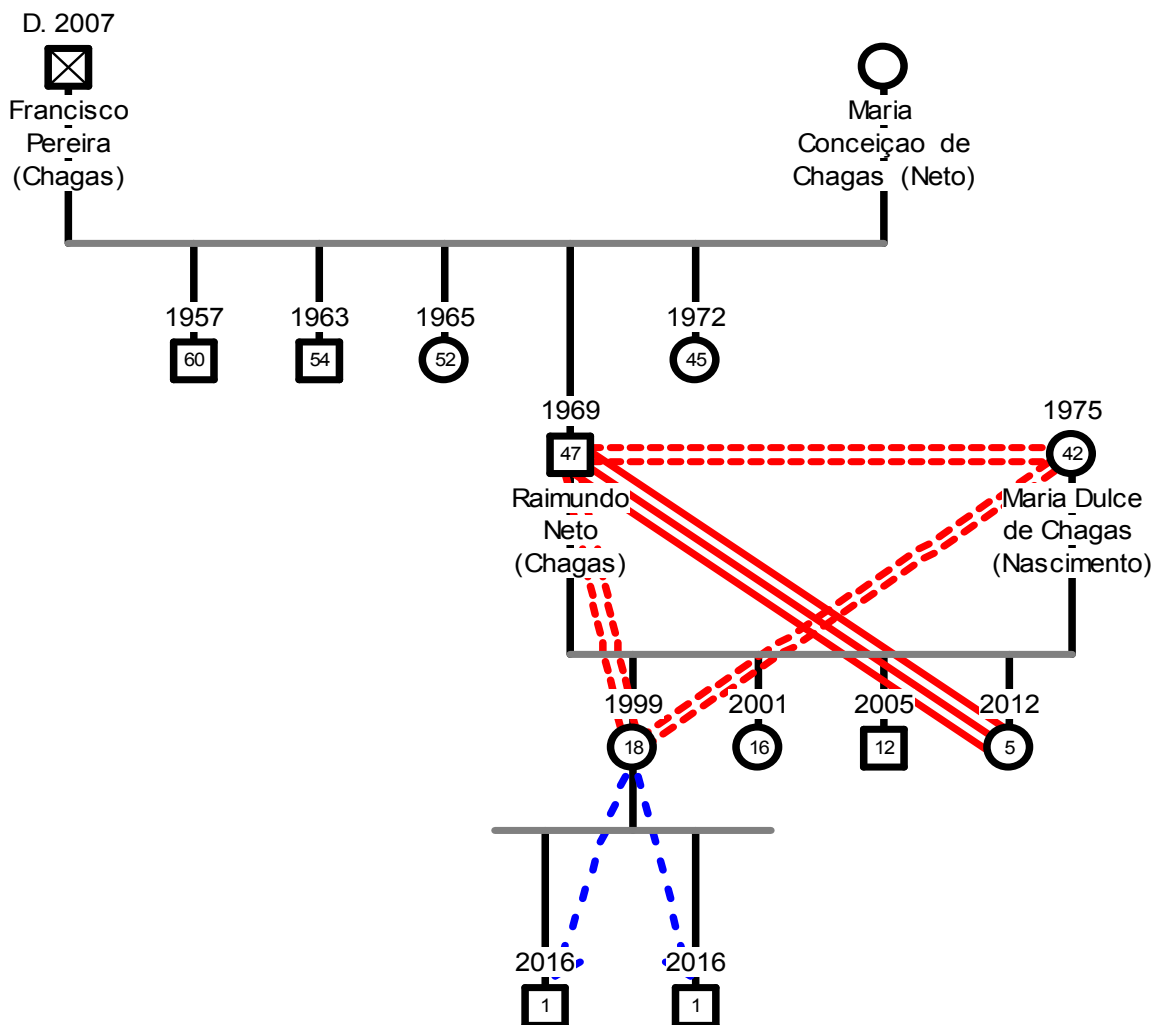 D. 2007
Francisco
Pereira
(Chagas)
Maria
Conceiçao de
Chagas (Neto)
1957
1963
1965
1972
60
54
52
45
1969
1975
47
42
Raimundo
Neto
(Chagas)
Maria Dulce
de Chagas
(Nascimento)
1999
2001
2005
2012
18
16
12
5
2016
2016
1
1